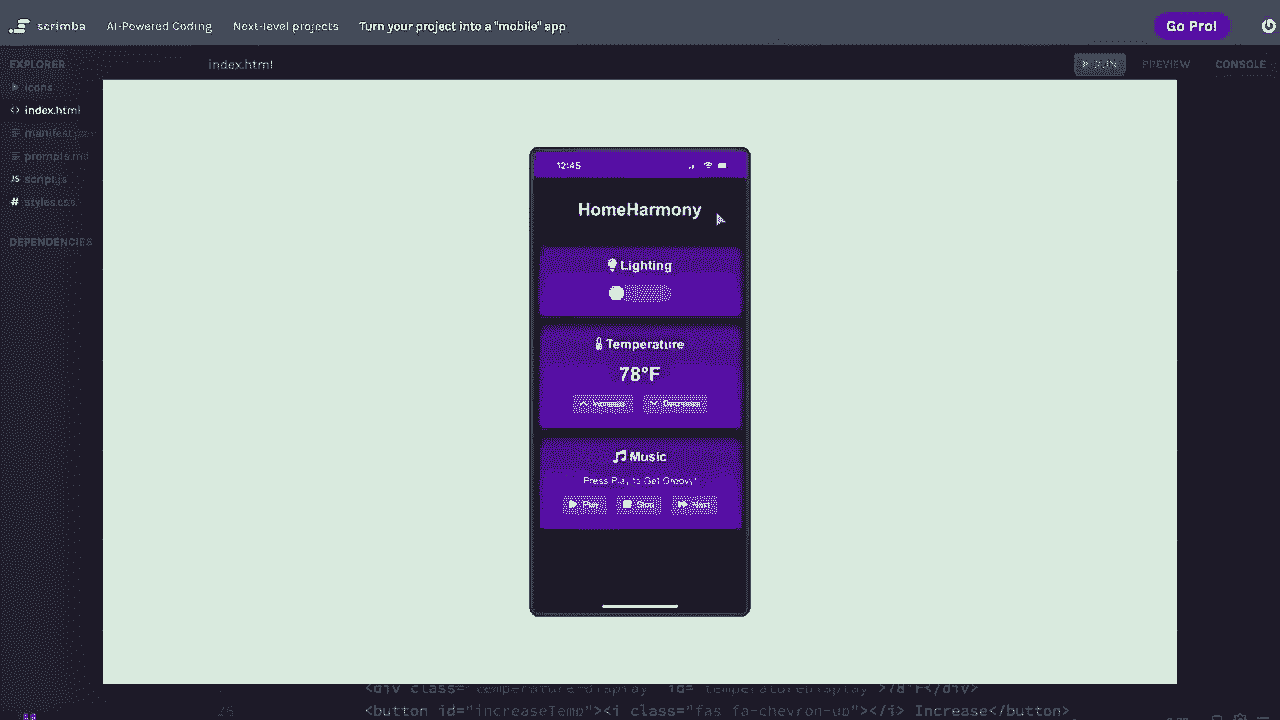 scrimba AI-Powered Coding Next-level projects Turn your project into a "mobile" app Go Pro!
EXPLORER index.html RUN PREVIEW CONSOLE
icons
index.html
prompts.md
script.js
styles.css
DEPENDENCIES
12:45
HomeHarmony
Lighting
Temperature
78°F
Increase Decrease
Music
Press Play to Get Groovy!
Play Stop Next
<div class="temperature-display" id="temperatureDisplay">78°F</div>
26 <button id="increaseTemp"><i class="fas fa-chevron-up"></i> Increase</button>